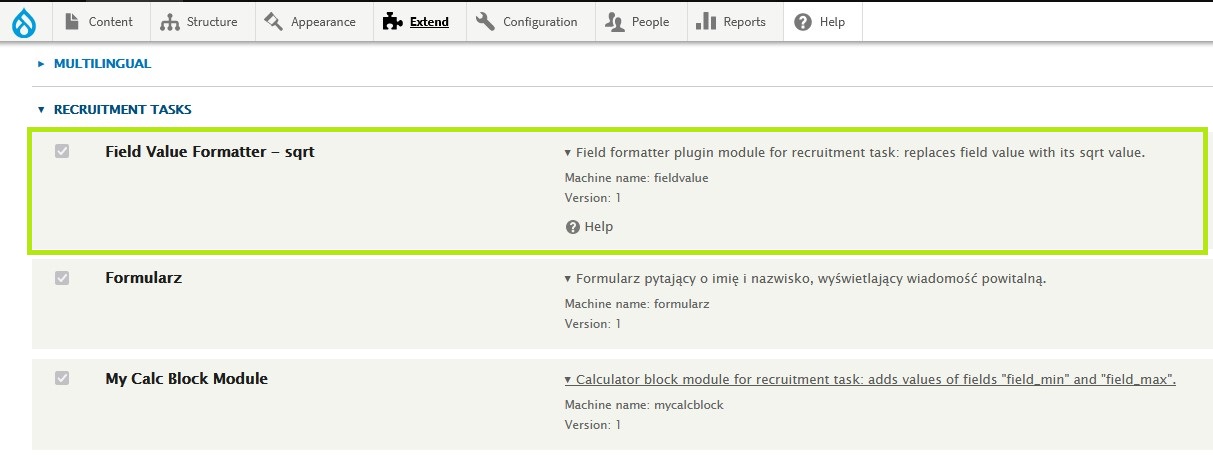 Content Structure Appearance Extend Configuration People Reports Help
MULTILINGUAL
RECRUITMENT TASKS
Field Value Formatter – sqrt
Field formatter plugin module for recruitment task: replaces field value with its sqrt value.
Machine name: fieldvalue
Version: 1
Help
Formularz
Formularz pytający o imię i nazwisko, wyświetlający wiadomość powitalną.
Machine name: formularz
Version: 1
My Calc Block Module
Calculator block module for recruitment task: adds values of fields "field_min" and "field_max".
Machine name: mycalcblock
Version: 1